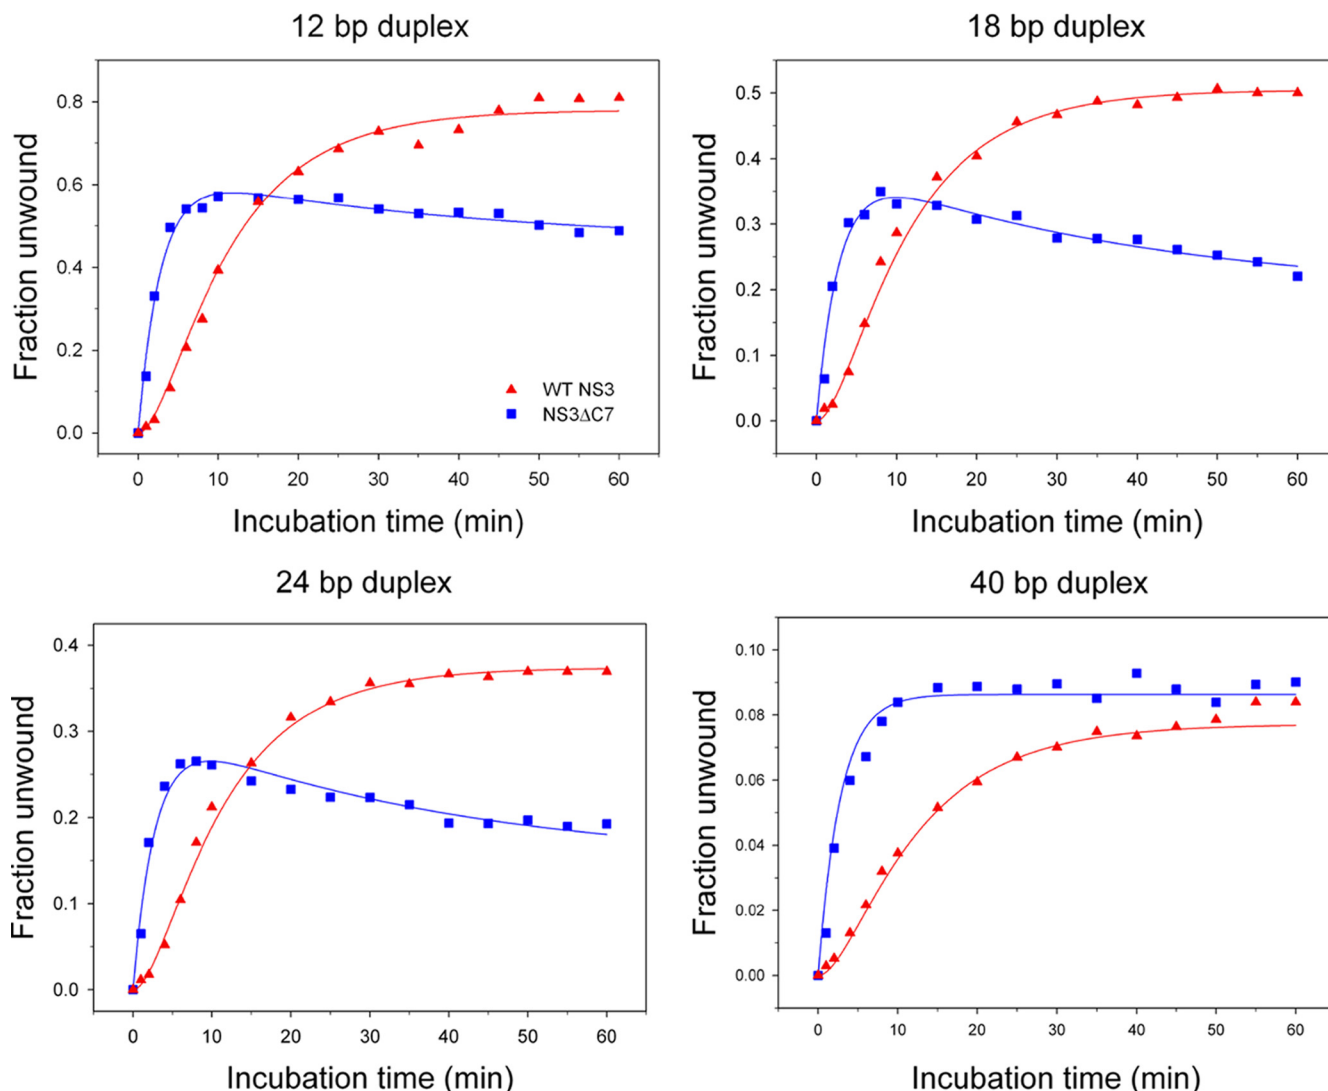 12 bp duplex
Fraction unwound
0.8
0.6
0.4
0.2
0.0
WT NS3
NS3ΔC7
0 10 20 30 40 50 60
Incubation time (min)
18 bp duplex
Fraction unwound
0.5
0.4
0.3
0.2
0.1
0.0
0 10 20 30 40 50 60
Incubation time (min)
24 bp duplex
Fraction unwound
0.4
0.3
0.2
0.1
0.0
0 10 20 30 40 50 60
Incubation time (min)
40 bp duplex
Fraction unwound
0.10
0.08
0.06
0.04
0.02
0.00
0 10 20 30 40 50 60
Incubation time (min)